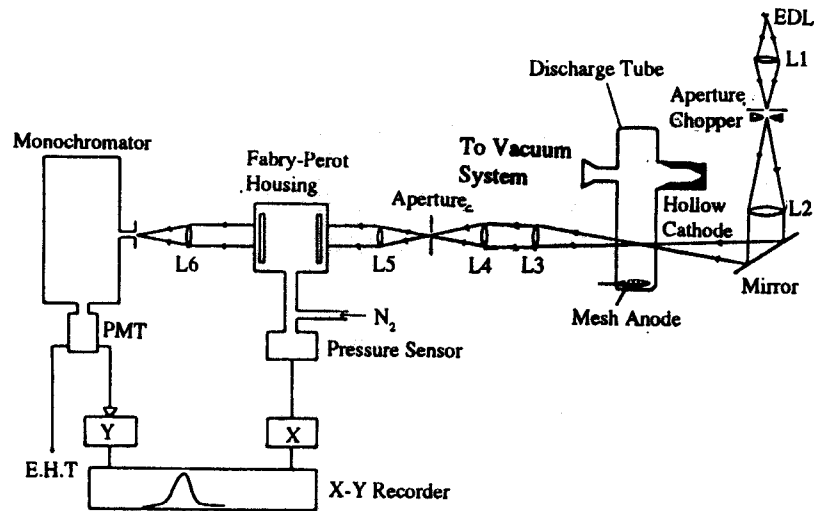 EDL
L1
Discharge Tube
Aperture
Chopper
Monochromator
To Vacuum
System
Fabry-Perot
Housing
Aperture
Hollow
Cathode
L2
L6
L5
L4
L3
Mirror
N2
Mesh Anode
PMT
Pressure Sensor
Y
X
E.H.T
X-Y Recorder